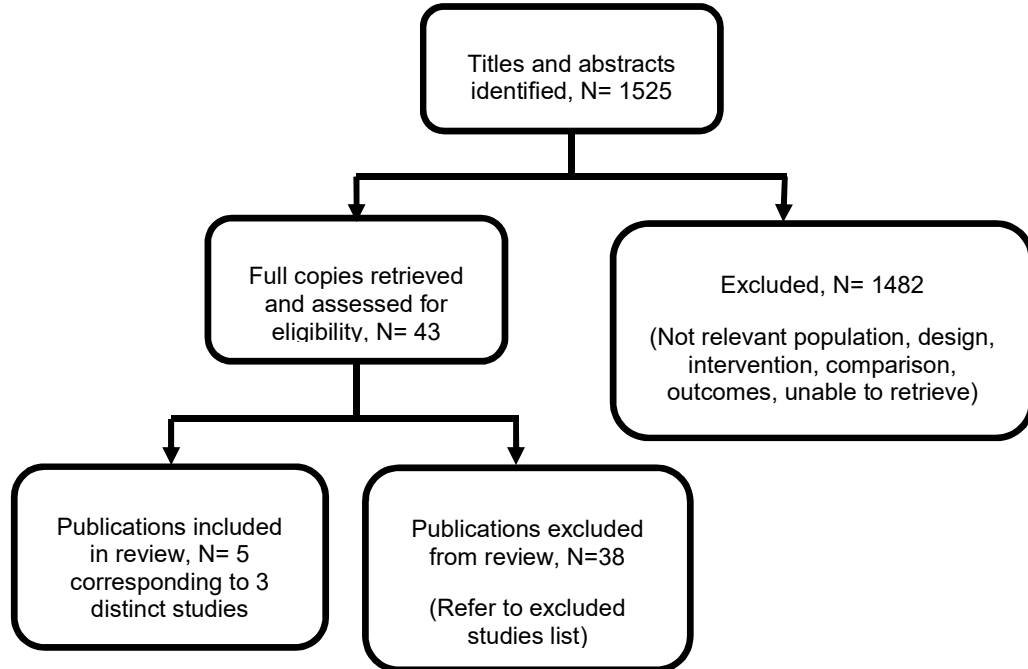 Titles and abstracts
identified, N= 1525
Full copies retrieved
and assessed for
eligibility, N= 43
Excluded, N= 1482
(Not relevant population, design,
intervention, comparison,
outcomes, unable to retrieve)
Publications included
in review, N= 5
corresponding to 3
distinct studies
Publications excluded
from review, N=38
(Refer to excluded
studies list)